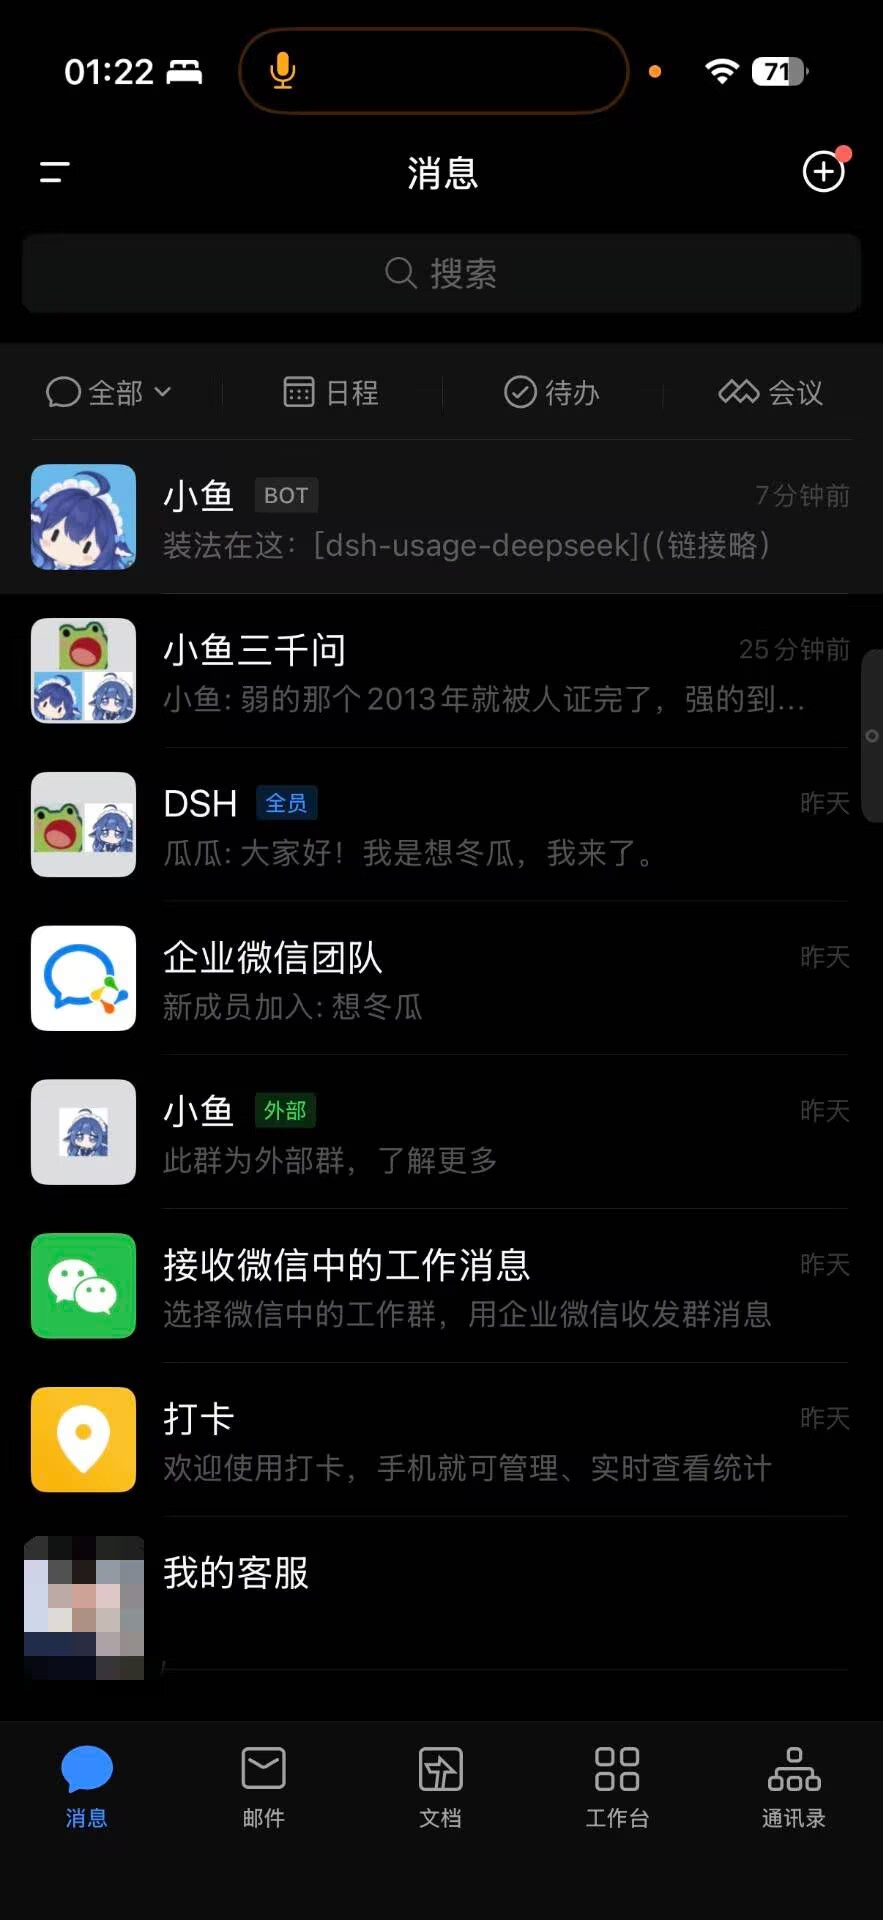 01:22
71
消息
搜索
全部
日程
待办
会议
小鱼 BOT 7分钟前
装法在这：[dsh-usage-deepseek]((链接略)
小鱼三千问 25分钟前
小鱼: 弱的那个2013年就被人证完了，强的到...
DSH 全员 昨天
瓜瓜: 大家好！我是想冬瓜，我来了。
企业微信团队 昨天
新成员加入: 想冬瓜
小鱼 外部 昨天
此群为外部群，了解更多
接收微信中的工作消息 昨天
选择微信中的工作群，用企业微信收发群消息
打卡 昨天
欢迎使用打卡，手机就可管理、实时查看统计
我的客服
消息
邮件
文档
工作台
通讯录